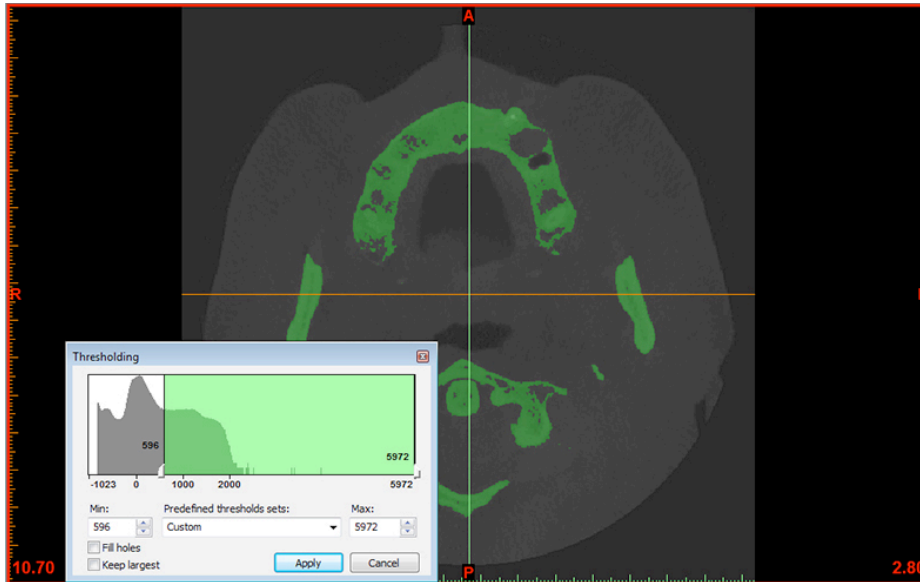 A
R
Thresholding
596
5972
-1023 0 1000 2000 5972
Min: Predefined thresholds sets: Max:
596 Custom 5972
Fill holes
Keep largest
Apply Cancel
10.70 P 2.80